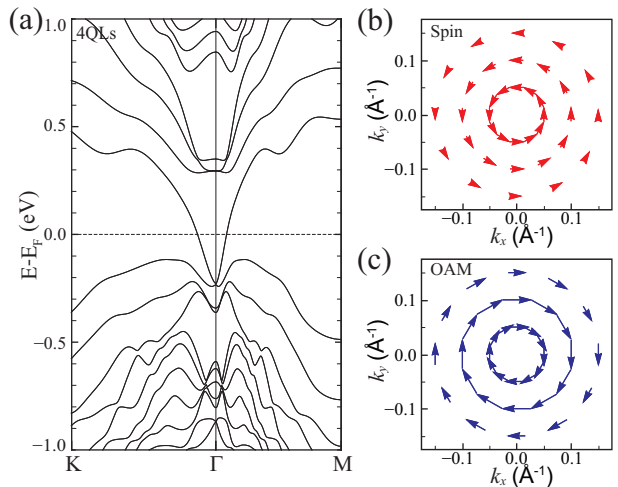 (a)
4QLs
1.0
0.5
0.0
−0.5
−1.0
E-E_F (eV)
K
Γ
M
(b)
Spin
0.1
0.0
−0.1
k_y (Å⁻¹)
−0.1
0.0
0.1
k_x (Å⁻¹)
(c)
OAM
0.1
0.0
−0.1
k_y (Å⁻¹)
−0.1
0.0
0.1
k_x (Å⁻¹)